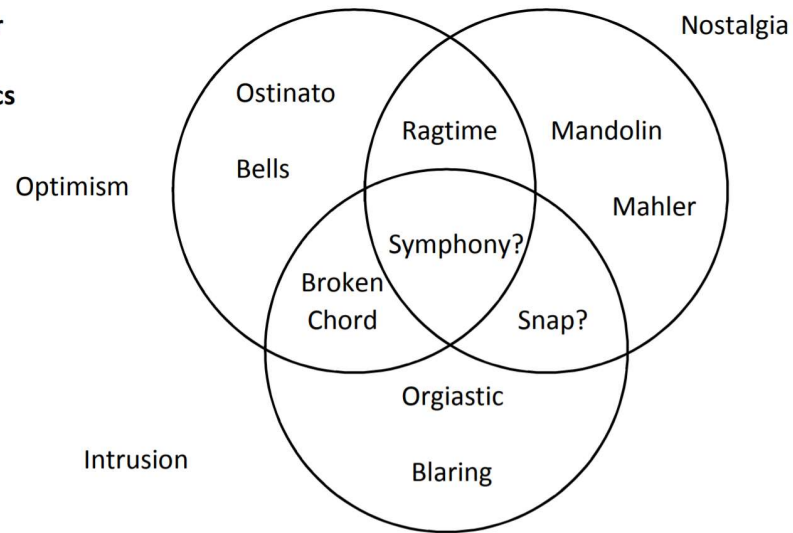 Nostalgia
Ostinato
Ragtime
Mandolin
Bells
Optimism
Mahler
Symphony?
Broken
Chord
Snap?
Orgiastic
Intrusion
Blaring